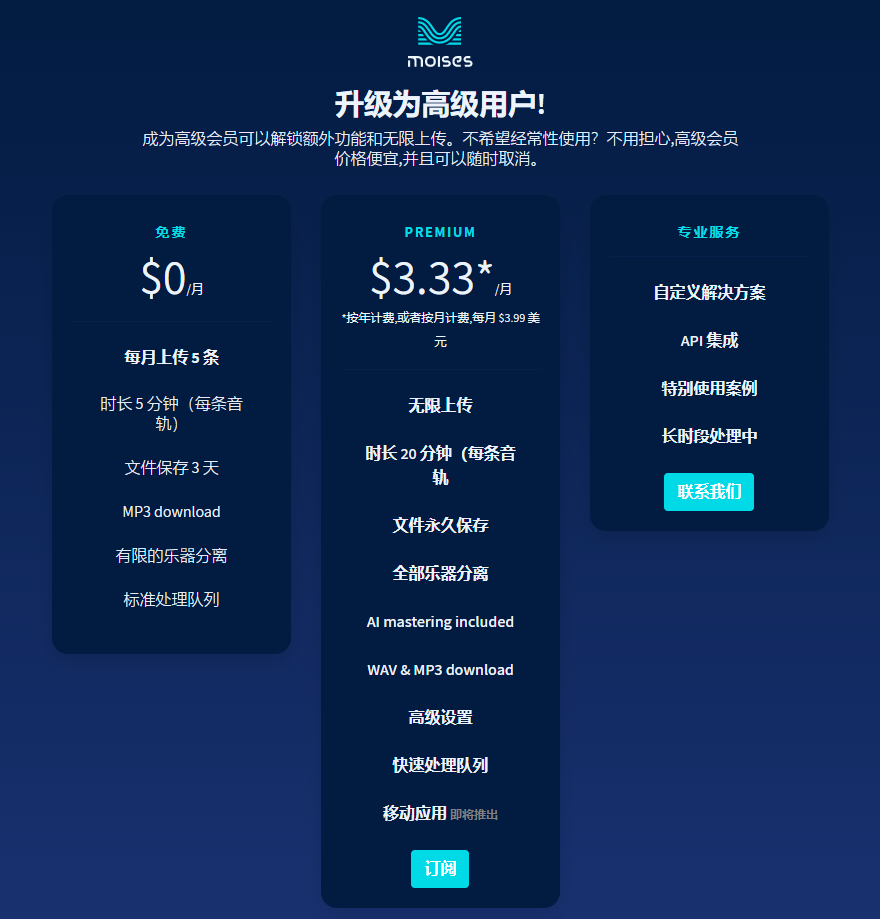 moises
升级为高级用户!
成为高级会员可以解锁额外功能和无限上传。不希望经常性使用？不用担心,高级会员
价格便宜,并且可以随时取消。
免费
$0/月
每月上传 5 条
时长 5 分钟（每条音
轨）
文件保存 3 天
MP3 download
有限的乐器分离
标准处理队列
PREMIUM
$3.33*/月
*按年计费,或者按月计费,每月 $3.99 美
元
无限上传
时长 20 分钟（每条音
轨
文件永久保存
全部乐器分离
AI mastering included
WAV & MP3 download
高级设置
快速处理队列
移动应用 即将推出
订阅
专业服务
自定义解决方案
API 集成
特别使用案例
长时段处理中
联系我们